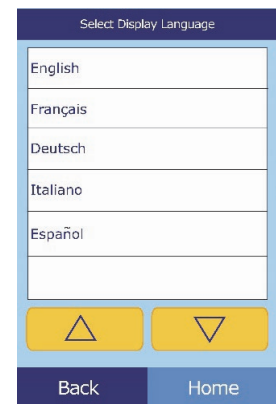 Select Display Language
English
Français
Deutsch
Italiano
Español
Back Home